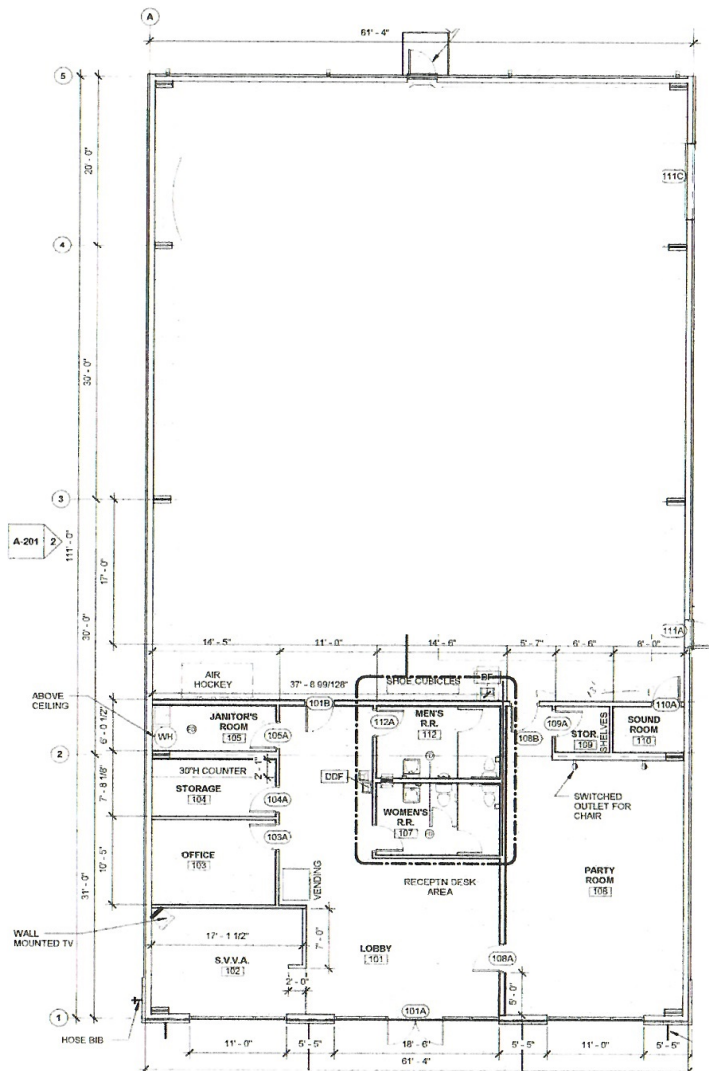 A
61' - 4"
5
20' - 0"
111C
4
30' - 0"
3
A-201
2
111' - 0"
17' - 0"
30' - 0"
111A
14' - 5"
11' - 0"
14' - 6"
5' - 7"
6' - 6"
8' - 0"
AIR
HOCKEY
SHOE CUBICLES
37' - 8 99/128"
ABOVE
CEILING
101B
110A
6' - 0 1/2"
JANITOR'S
ROOM
105
WH
105A
112A
MEN'S
R.R.
112
109A
108B
STOR.
109
SHELVES
SOUND
ROOM
110
2
30"H COUNTER
2' - 1"
DDF
7' - 8 1/8"
STORAGE
104
104A
SWITCHED
OUTLET FOR
CHAIR
103A
WOMEN'S
R.R.
107
OFFICE
103
10' - 5"
VENDING
RECEPTN DESK
AREA
PARTY
ROOM
31' - 0"
WALL
MOUNTED TV
17' - 1 1/2"
7' - 0"
S.V.V.A.
102
LOBBY
101
108A
2' - 0"
5' - 0"
1
101A
HOSE BIB
11' - 0"
5' - 5"
18' - 6"
5' - 5"
11' - 0"
5' - 5"
61' - 4"